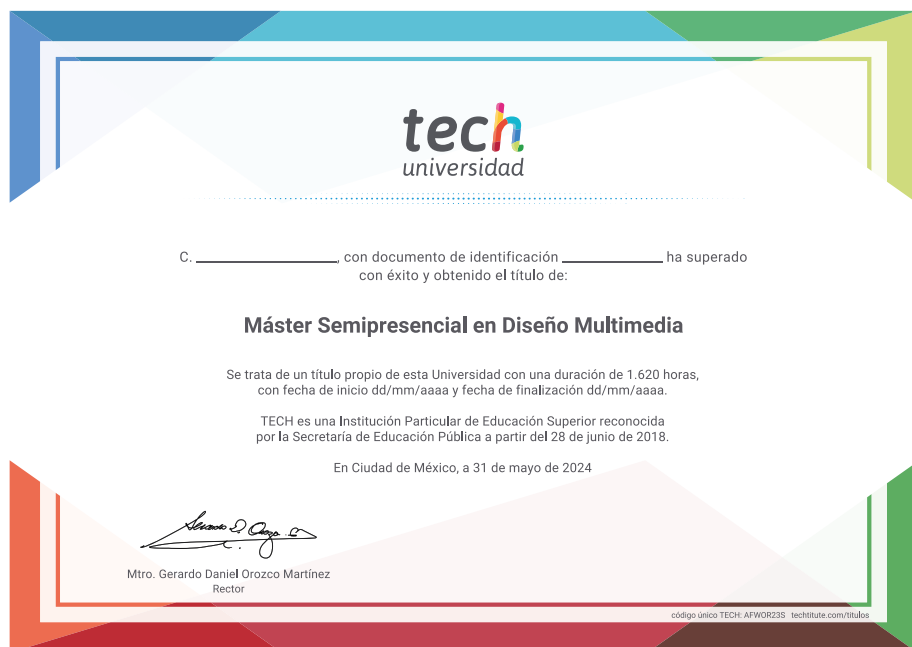 tech
universidad
C. __________________, con documento de identificación _____________ ha superado
con éxito y obtenido el título de:
Máster Semipresencial en Diseño Multimedia
Se trata de un título propio de esta Universidad con una duración de 1.620 horas,
con fecha de inicio dd/mm/aaaa y fecha de finalización dd/mm/aaaa.
TECH es una Institución Particular de Educación Superior reconocida
por la Secretaría de Educación Pública a partir del 28 de junio de 2018.
En Ciudad de México, a 31 de mayo de 2024
Mtro. Gerardo Daniel Orozco Martínez
Rector
código único TECH: AFWOR23S techtitute.com/titulos